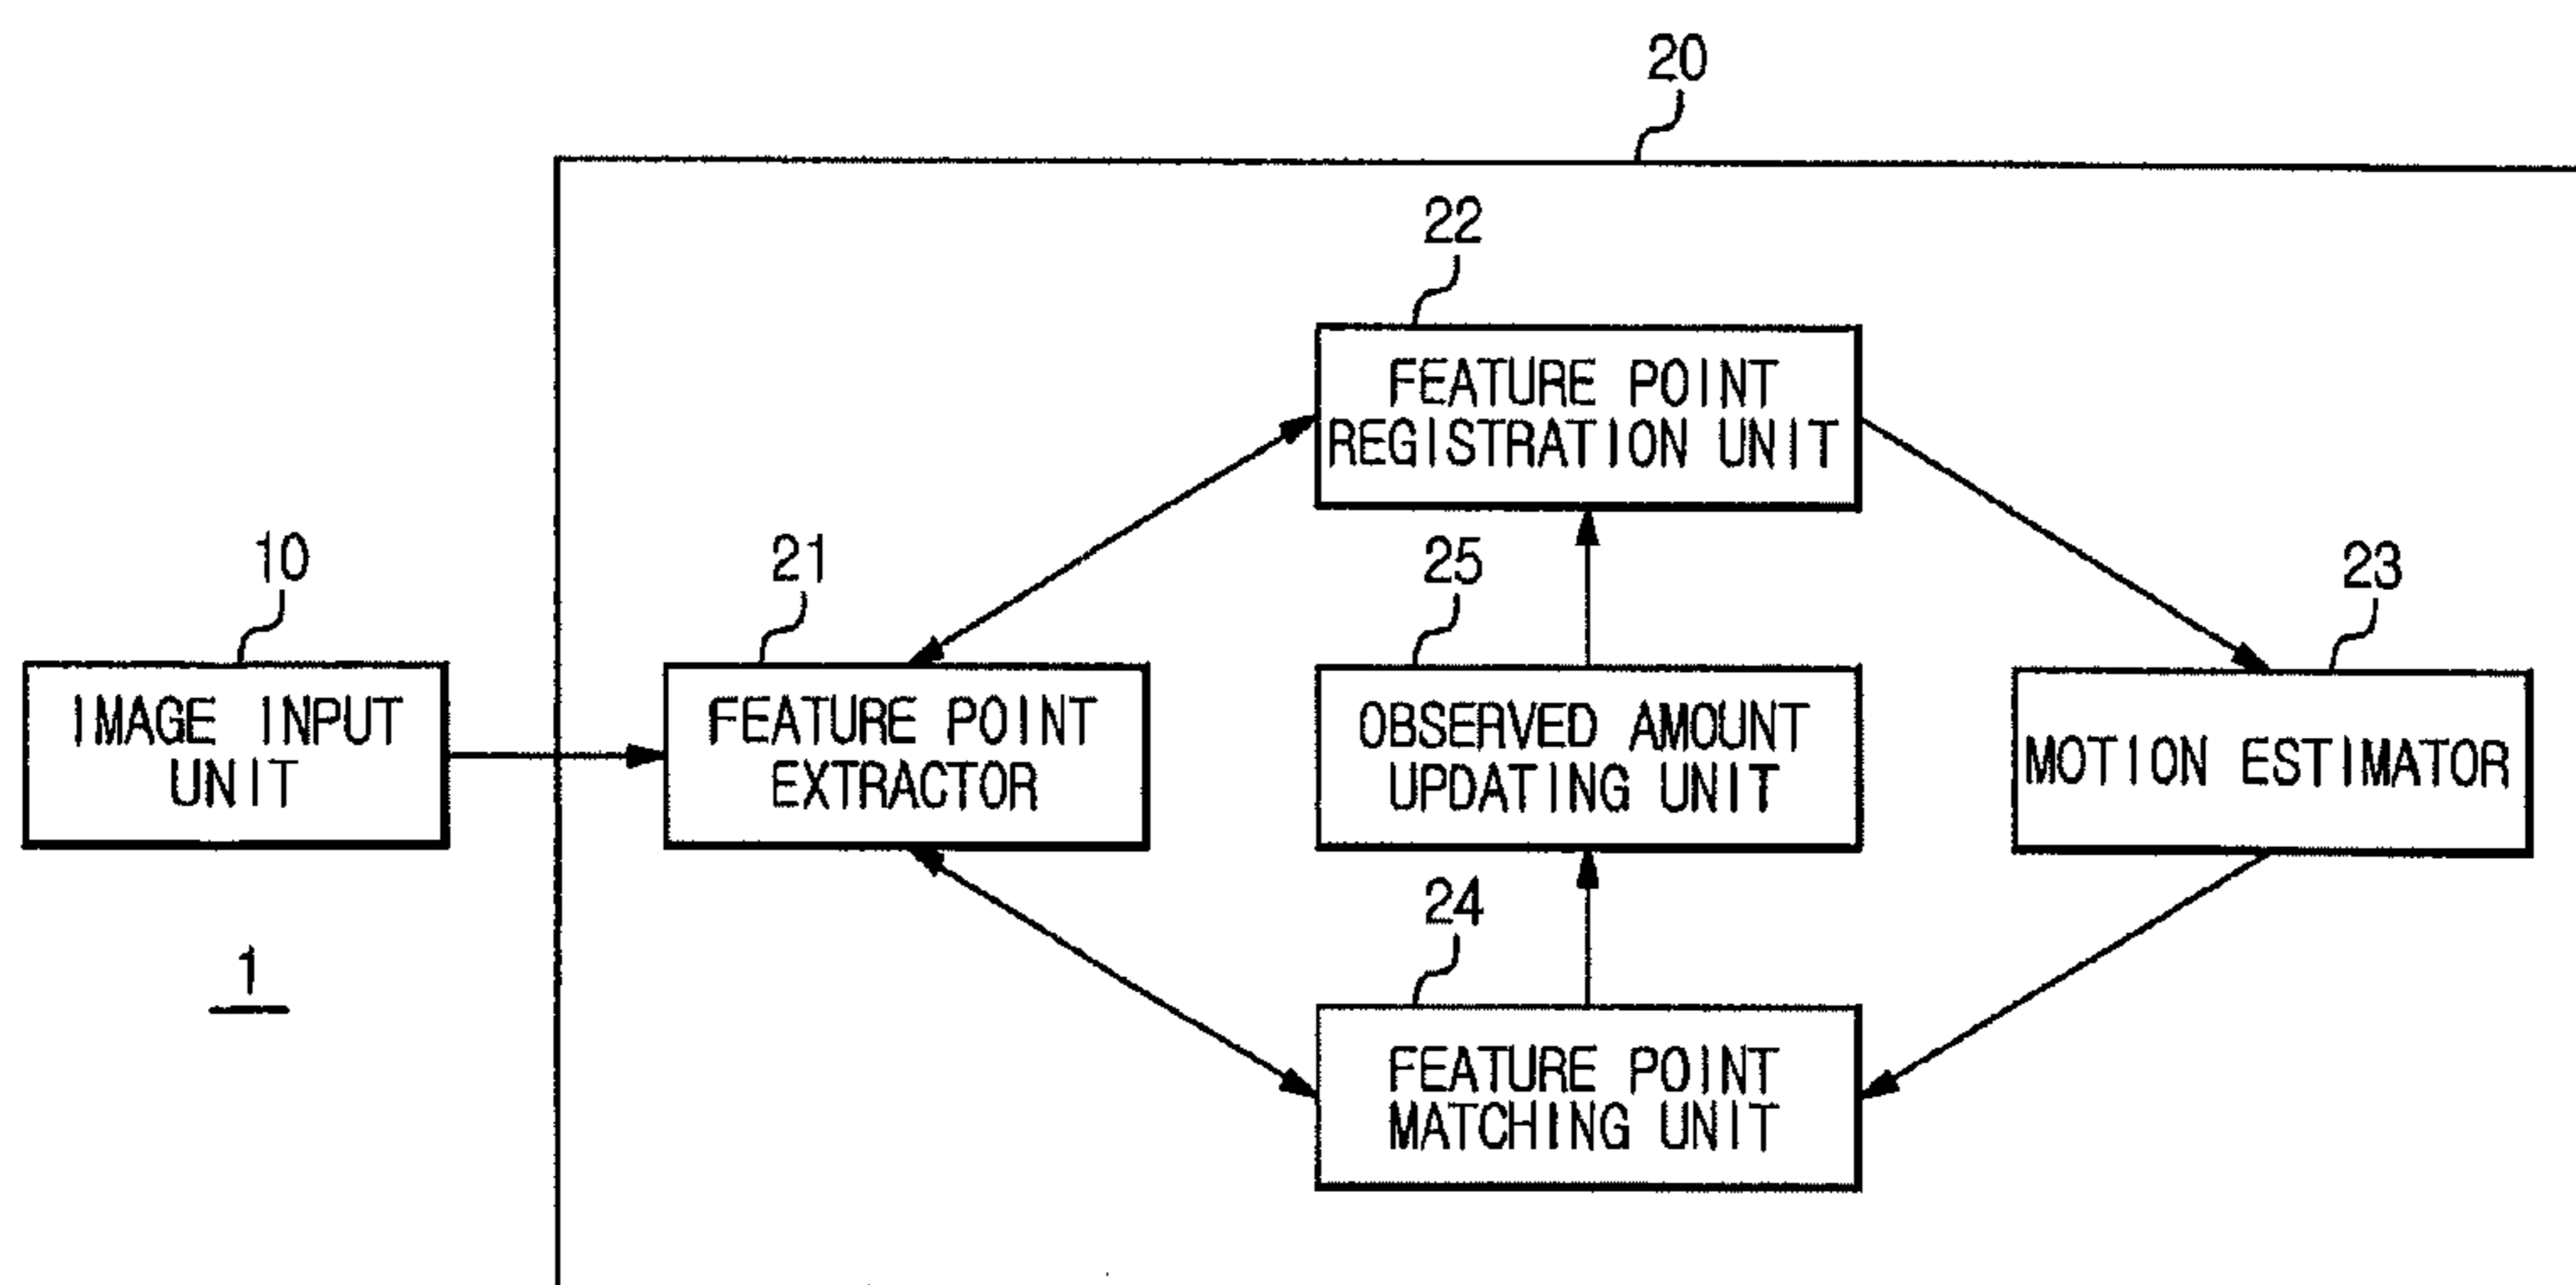 20
22
FEATURE POINT
REGISTRATION UNIT
10
21
25
23
IMAGE INPUT
UNIT
FEATURE POINT
EXTRACTOR
OBSERVED AMOUNT
UPDATING UNIT
MOTION ESTIMATOR
1
24
FEATURE POINT
MATCHING UNIT